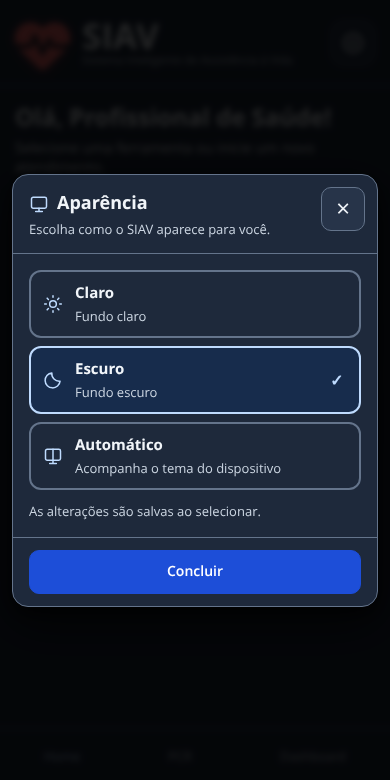 SIAV
Olá, Profissional de Saúde!
Aparência
Escolha como o SIAV aparece para você.
Claro
Fundo claro
Escuro
Fundo escuro
Automático
Acompanha o tema do dispositivo
As alterações são salvas ao selecionar.
Concluir